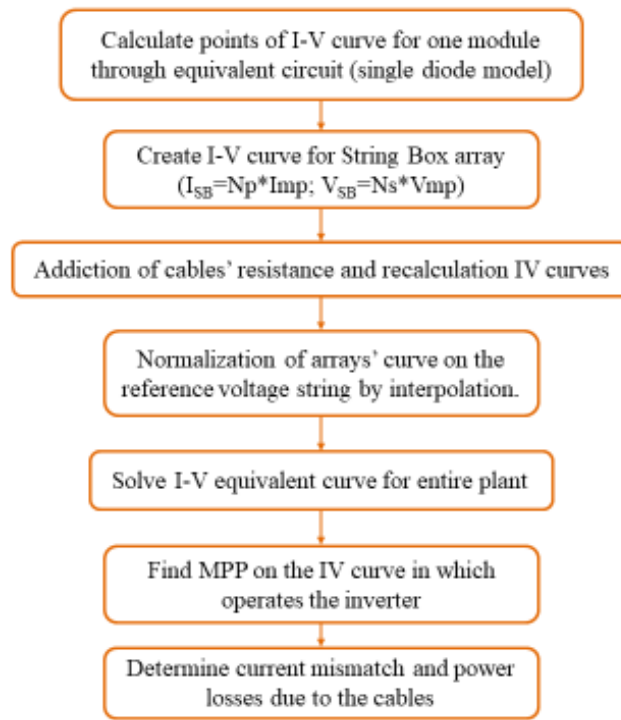 Calculate points of I-V curve for one module
through equivalent circuit (single diode model)
Create I-V curve for String Box array
(I_SB=Np*Imp; V_SB=Ns*Vmp)
Addiction of cables' resistance and recalculation IV curves
Normalization of arrays' curve on the
reference voltage string by interpolation.
Solve I-V equivalent curve for entire plant
Find MPP on the IV curve in which
operates the inverter
Determine current mismatch and power
losses due to the cables